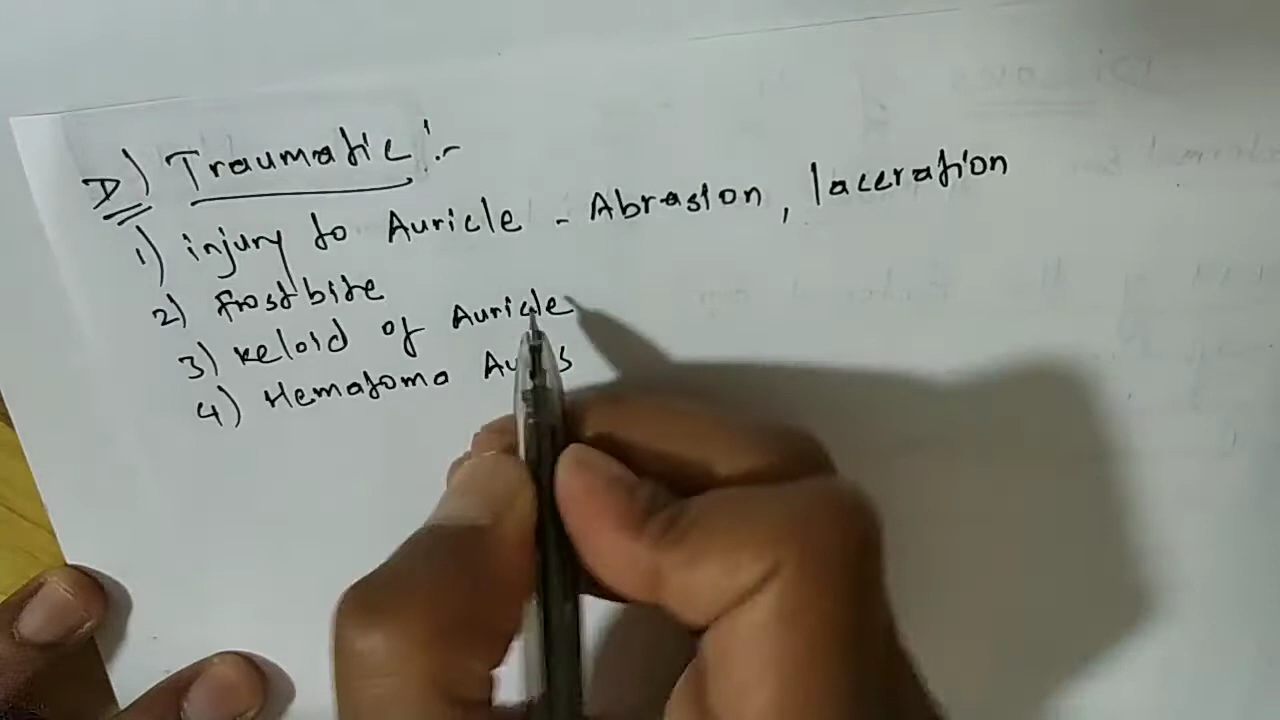 D) Traumatic :-
1) injury to Auricle - Abrasion, laceration
2) frostbite
3) Keloid of Auricle
4) Hematoma